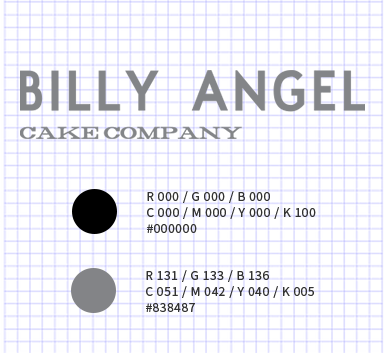 BILLY ANGEL
CAKE COMPANY
R 000 / G 000 / B 000
C 000 / M 000 / Y 000 / K 100
#000000
R 131 / G 133 / B 136
C 051 / M 042 / Y 040 / K 005
#838487